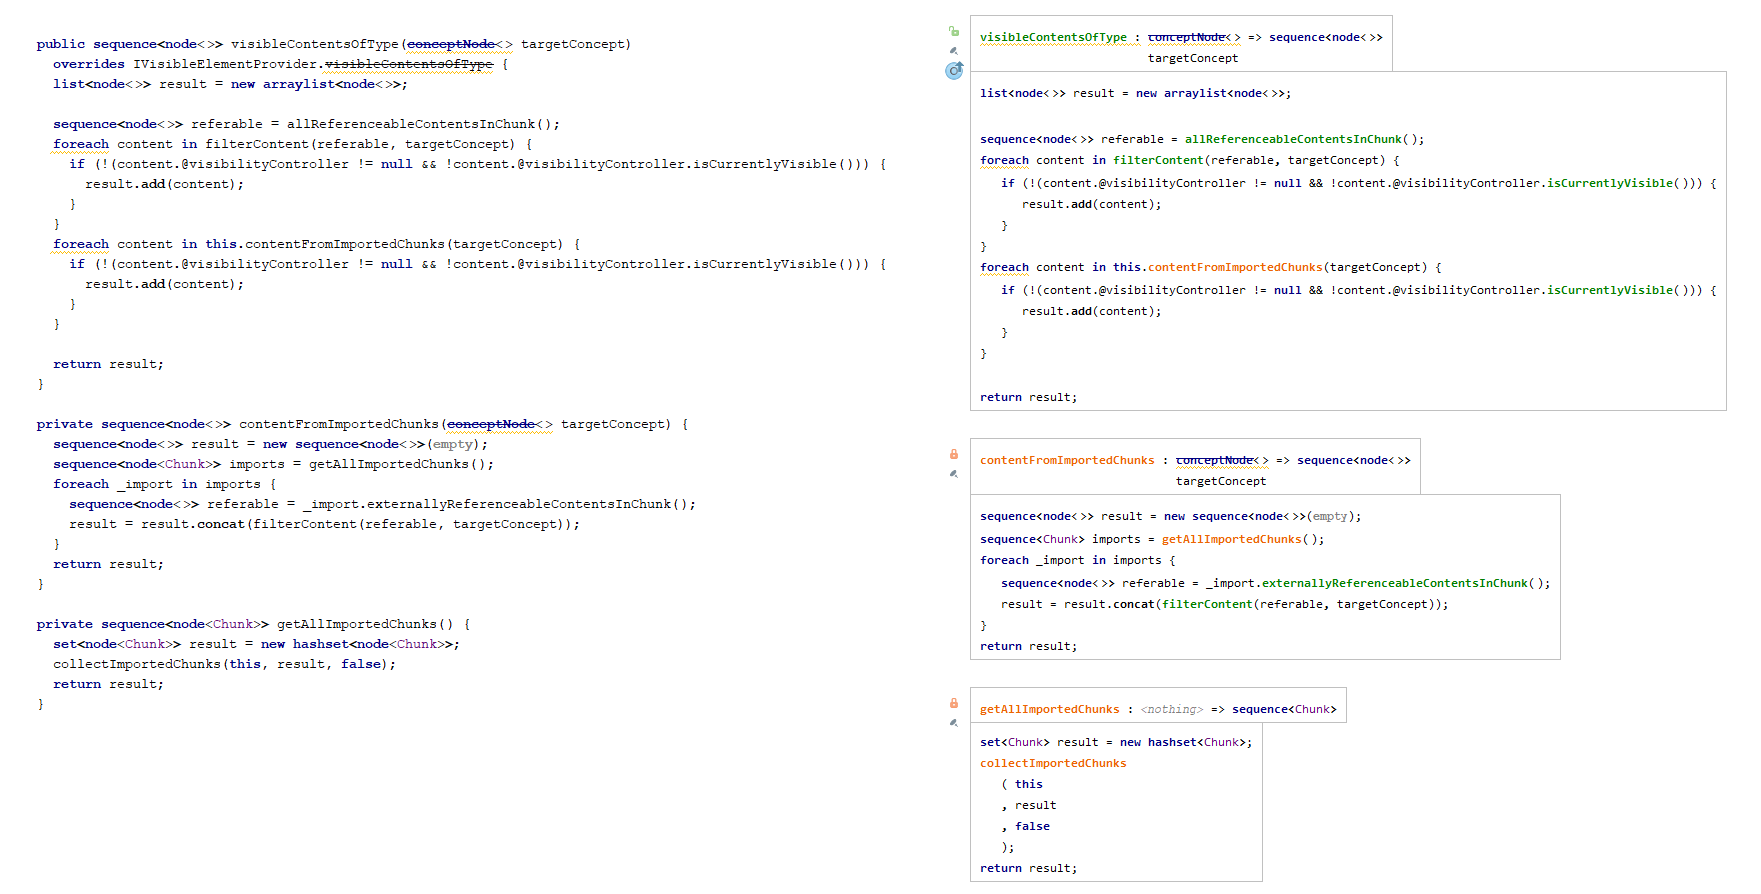 public sequence<node<>> visibleContentsOfType(conceptNode<> targetConcept)
overrides IVisibleElementProvider.visibleContentsOfType {
list<node<>> result = new arraylist<node<>>;
sequence<node<>> referable = allReferenceableContentsInChunk();
foreach content in filterContent(referable, targetConcept) {
if (!(content.@visibilityController != null && !content.@visibilityController.isCurrentlyVisible())) {
result.add(content);
}
}
foreach content in this.contentFromImportedChunks(targetConcept) {
if (!(content.@visibilityController != null && !content.@visibilityController.isCurrentlyVisible())) {
result.add(content);
}
}
return result;
}
private sequence<node<>> contentFromImportedChunks(conceptNode<> targetConcept) {
sequence<node<>> result = new sequence<node<>>(empty);
sequence<node<Chunk>> imports = getAllImportedChunks();
foreach _import in imports {
sequence<node<>> referable = _import.externallyReferenceableContentsInChunk();
result = result.concat(filterContent(referable, targetConcept));
}
return result;
}
private sequence<node<Chunk>> getAllImportedChunks() {
set<node<Chunk>> result = new hashset<node<Chunk>>;
collectImportedChunks(this, result, false);
return result;
}
visibleContentsOfType : conceptNode<> => sequence<node<>>
targetConcept
list<node<>> result = new arraylist<node<>>;
sequence<node<>> referable = allReferenceableContentsInChunk();
foreach content in filterContent(referable, targetConcept) {
if (!(content.@visibilityController != null && !content.@visibilityController.isCurrentlyVisible())) {
result.add(content);
}
}
foreach content in this.contentFromImportedChunks(targetConcept) {
if (!(content.@visibilityController != null && !content.@visibilityController.isCurrentlyVisible())) {
result.add(content);
}
}
return result;
contentFromImportedChunks : conceptNode<> => sequence<node<>>
targetConcept
sequence<node<>> result = new sequence<node<>>(empty);
sequence<Chunk> imports = getAllImportedChunks();
foreach _import in imports {
sequence<node<>> referable = _import.externallyReferenceableContentsInChunk();
result = result.concat(filterContent(referable, targetConcept));
}
return result;
getAllImportedChunks : <nothing> => sequence<Chunk>
set<Chunk> result = new hashset<Chunk>;
collectImportedChunks
( this
, result
, false
);
return result;